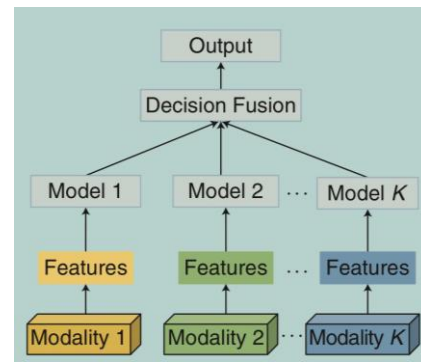 Output
Decision Fusion
Model 1 Model 2 ... Model K
Features Features ... Features
Modality 1 Modality 2 ... Modality K